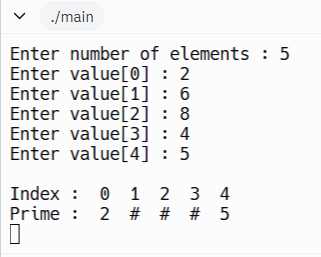 ./main
Enter number of elements : 5
Enter value[0] : 2
Enter value[1] : 6
Enter value[2] : 8
Enter value[3] : 4
Enter value[4] : 5
Index :  0  1  2  3  4
Prime :  2  #  #  #  5